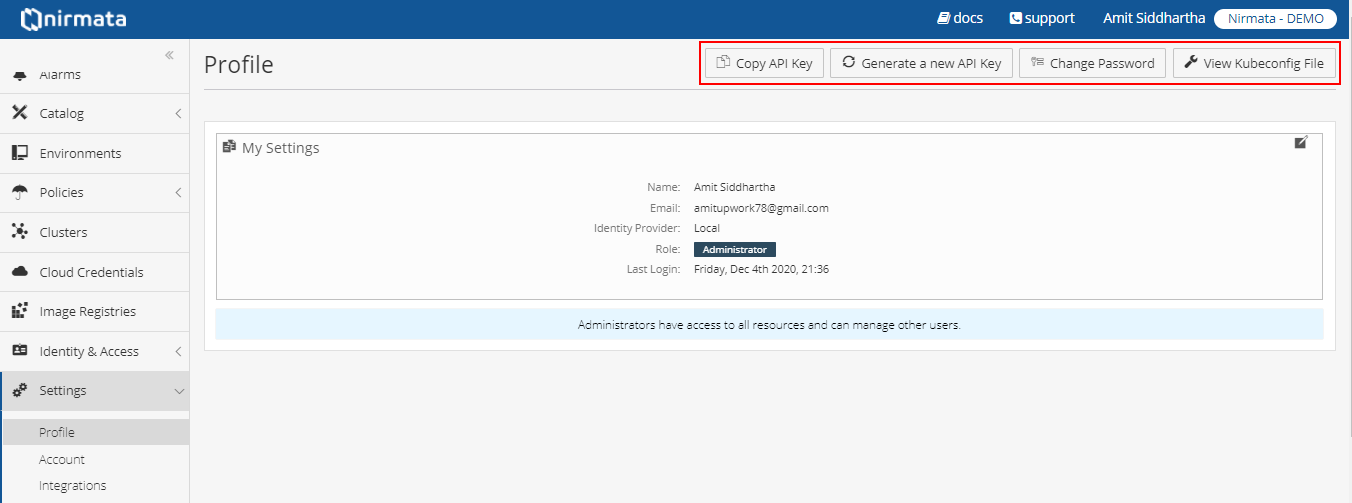 nirmata
docs
support
Amit Siddhartha
Nirmata - DEMO
Alarms
Catalog
Environments
Policies
Clusters
Cloud Credentials
Image Registries
Identity & Access
Settings
Profile
Account
Integrations
Profile
Copy API Key
Generate a new API Key
Change Password
View Kubeconfig File
My Settings
Name: Amit Siddhartha
Email: amitupwork78@gmail.com
Identity Provider: Local
Role: Administrator
Last Login: Friday, Dec 4th 2020, 21:36
Administrators have access to all resources and can manage other users.